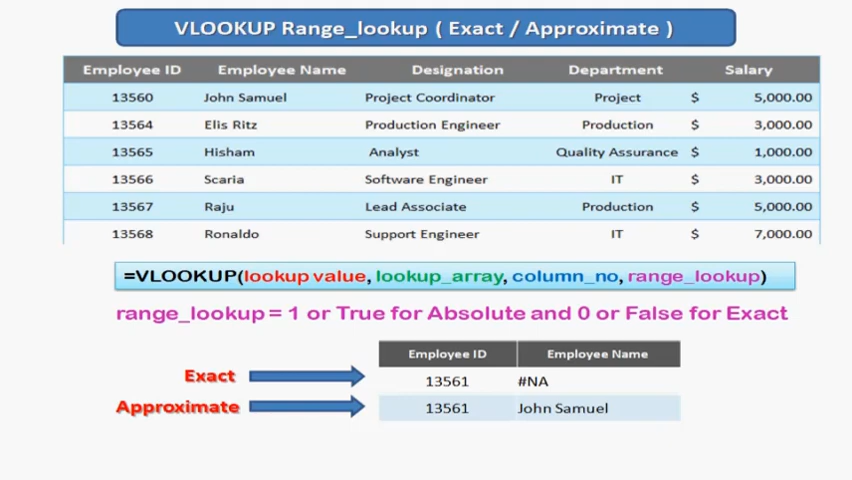 VLOOKUP Range_lookup ( Exact / Approximate )
Employee ID Employee Name Designation Department Salary
13560 John Samuel Project Coordinator Project $ 5,000.00
13564 Elis Ritz Production Engineer Production $ 3,000.00
13565 Hisham Analyst Quality Assurance $ 1,000.00
13566 Scaria Software Engineer IT $ 3,000.00
13567 Raju Lead Associate Production $ 5,000.00
13568 Ronaldo Support Engineer IT $ 7,000.00
=VLOOKUP(lookup value, lookup_array, column_no, range_lookup)
range_lookup = 1 or True for Absolute and 0 or False for Exact
Employee ID Employee Name
Exact 13561 #NA
Approximate 13561 John Samuel